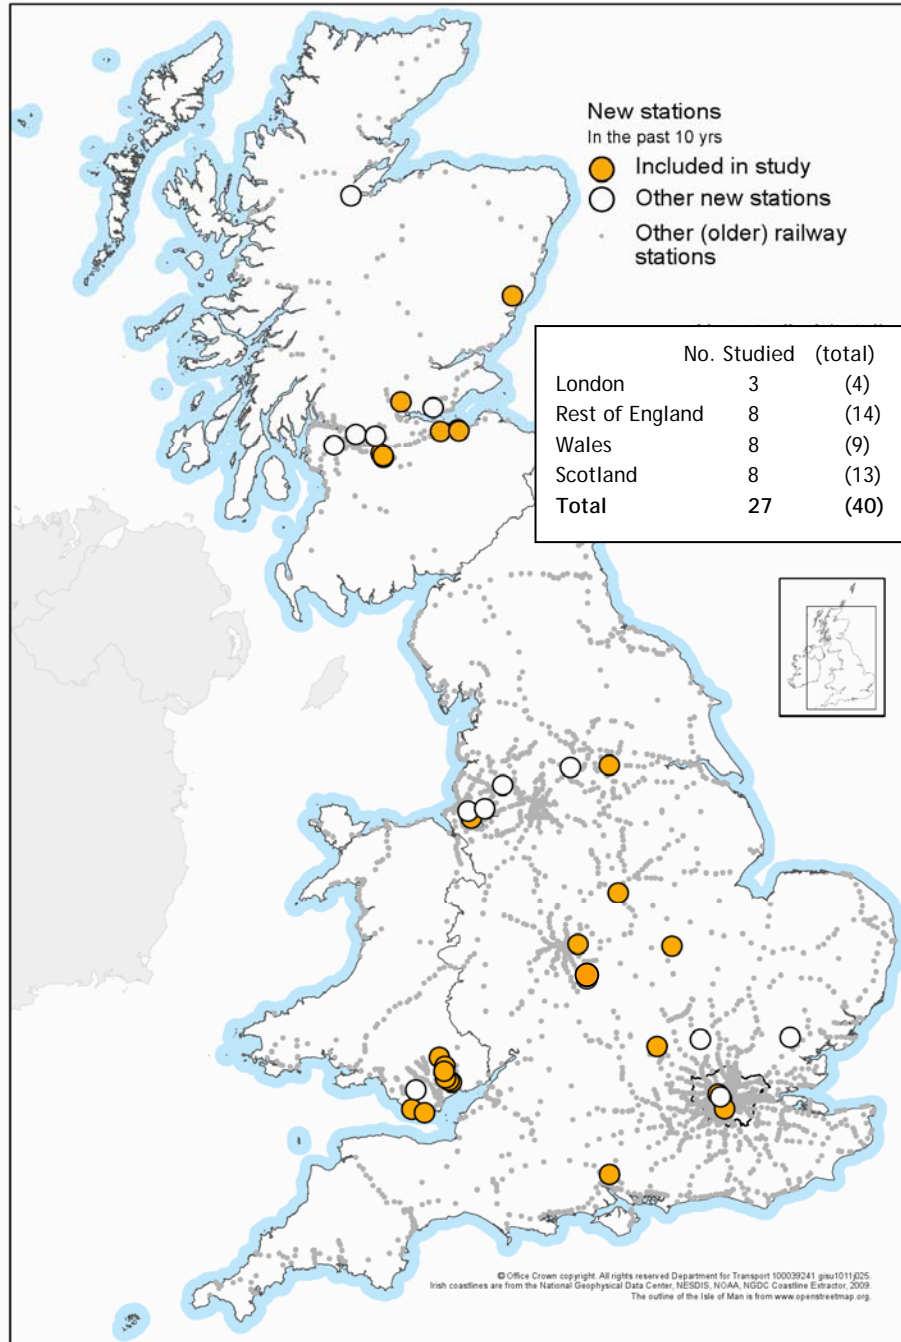 New stations
In the past 10 yrs
Included in study
Other new stations
Other (older) railway
stations
No. Studied (total)
London 3 (4)
Rest of England 8 (14)
Wales 8 (9)
Scotland 8 (13)
Total 27 (40)
© Office Crown copyright. All rights reserved Department for Transport 100039241 gisu1011j025.
Irish coastlines are from the National Geophysical Data Center, NESDIS, NOAA, NGDC Coastline Extractor, 2009.
The outline of the Isle of Man is from www.openstreetmap.org.